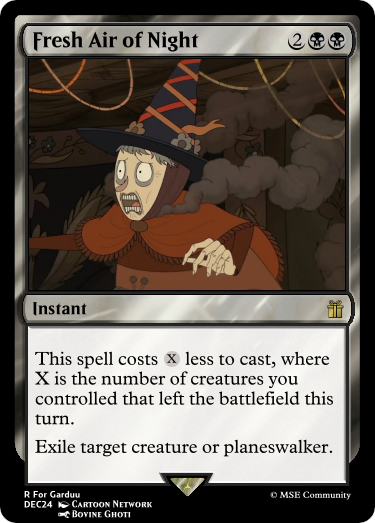 Fresh Air of Night 2
Instant
This spell costs X less to cast, where
X is the number of creatures you
controlled that left the battlefield this
turn.
Exile target creature or planeswalker.
R For Garduu
DEC24 Cartoon Network
Bovine Ghoti
© MSE Community